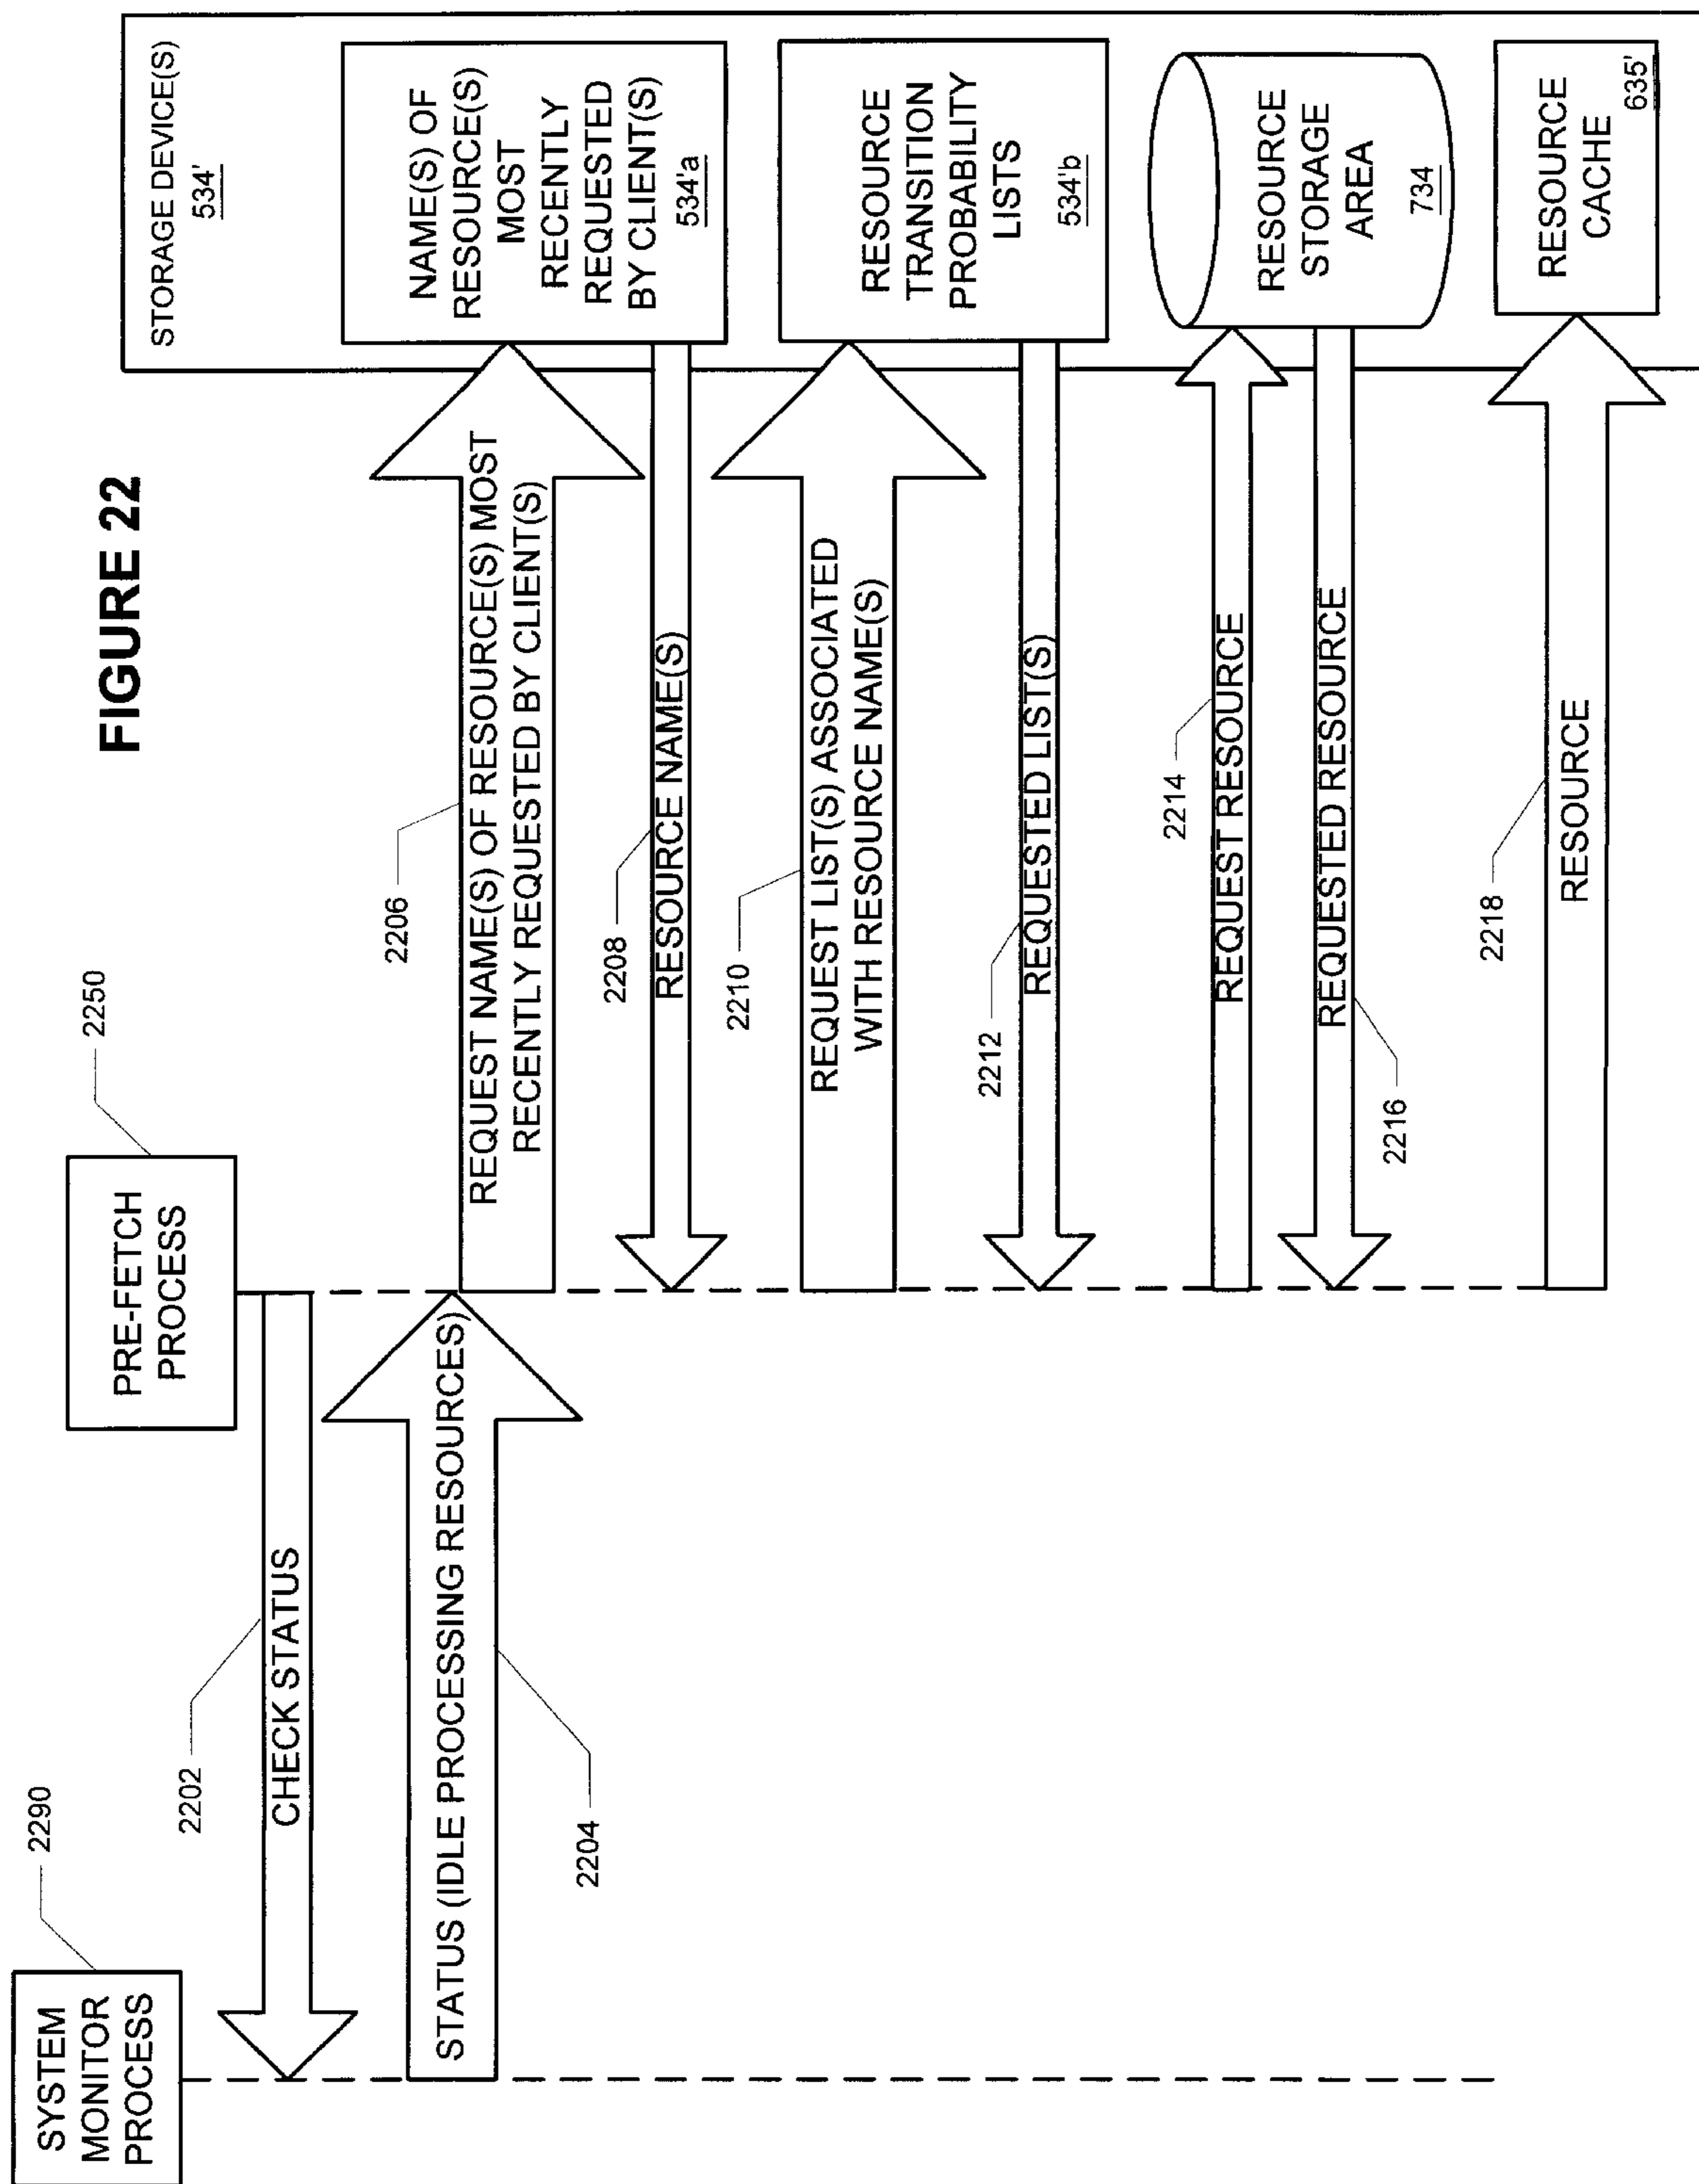 FIGURE 22
SYSTEM
MONITOR
PROCESS
2290
PRE-FETCH
PROCESS
2250
STORAGE DEVICE(S)
534'
2202
CHECK STATUS
STATUS (IDLE PROCESSING RESOURCES)
2204
2206
REQUEST NAME(S) OF RESOURCE(S) MOST
RECENTLY REQUESTED BY CLIENT(S)
NAME(S) OF
RESOURCE(S)
MOST
RECENTLY
REQUESTED
BY CLIENT(S)
534'a
2208
RESOURCE NAME(S)
2210
REQUEST LIST(S) ASSOCIATED
WITH RESOURCE NAME(S)
RESOURCE
TRANSITION
PROBABILITY
LISTS
534'b
2212
REQUESTED LIST(S)
2214
REQUEST RESOURCE
RESOURCE
STORAGE
AREA
734
REQUESTED RESOURCE
2216
2218
RESOURCE
RESOURCE
CACHE
635'